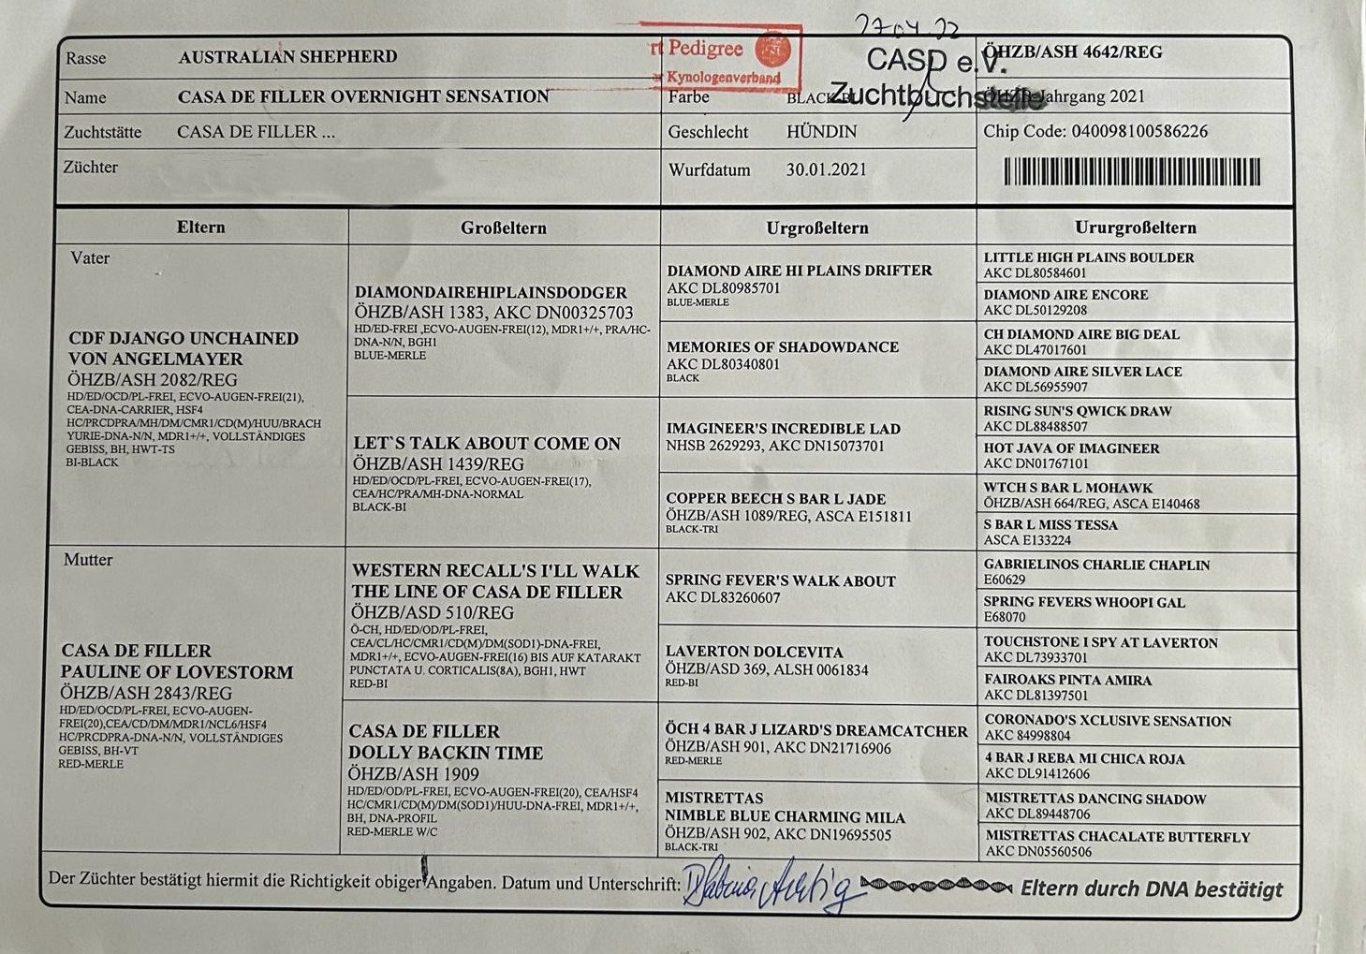 27.04.22
rt Pedigree
Kynologenverband
CASD e.V.
Zuchtbuchstelle
Rasse AUSTRALIAN SHEPHERD
ÖHZB/ASH 4642/REG
Name CASA DE FILLER OVERNIGHT SENSATION
Farbe BLACK-BI
Jahrgang 2021
Zuchtstätte CASA DE FILLER ...
Geschlecht HÜNDIN
Chip Code: 040098100586226
Züchter
Wurfdatum 30.01.2021
Eltern
Großeltern
Urgroßeltern
Ururgroßeltern
Vater
CDF DJANGO UNCHAINED
VON ANGELMAYER
ÖHZB/ASH 2082/REG
HD/ED/OCD/PL-FREI, ECVO-AUGEN-FREI(21),
CEA-DNA-CARRIER, HSF4
HC/PRCDPRA/MH/DM/CMR1/CD(M)/HUU/BRACH
YURIE-DNA-N/N, MDR1+/+, VOLLSTÄNDIGES
GEBISS, BH, HWT-TS
BI-BLACK
Mutter
CASA DE FILLER
PAULINE OF LOVESTORM
ÖHZB/ASH 2843/REG
HD/ED/OCD/PL-FREI, ECVO-AUGEN-
FREI(20),CEA/CD/DM/MDR1/NCL6/HSF4
HC/PRCDPRA-DNA-N/N, VOLLSTÄNDIGES
GEBISS, BH-VT
RED-MERLE
DIAMONDAIREHIPLAINSDODGER
ÖHZB/ASH 1383, AKC DN00325703
HD/ED-FREI ,ECVO-AUGEN-FREI(12), MDR1+/+, PRA/HC-
DNA-N/N, BGH1
BLUE-MERLE
LET`S TALK ABOUT COME ON
ÖHZB/ASH 1439/REG
HD/ED/OCD/PL-FREI, ECVO-AUGEN-FREI(17),
CEA/HC/PRA/MH-DNA-NORMAL
BLACK-BI
WESTERN RECALL'S I'LL WALK
THE LINE OF CASA DE FILLER
ÖHZB/ASD 510/REG
Ö-CH, HD/ED/OD/PL-FREI,
CEA/CL/HC/CMR1/CD(M)/DM(SOD1)-DNA-FREI,
MDR1+/+, ECVO-AUGEN-FREI(16) BIS AUF KATARAKT
PUNCTATA U. CORTICALIS(8A), BGH1, HWT
RED-BI
CASA DE FILLER
DOLLY BACKIN TIME
ÖHZB/ASH 1909
HD/ED/OD/PL-FREI, ECVO-AUGEN-FREI(20), CEA/HSF4
HC/CMR1/CD(M)/DM(SOD1)/HUU-DNA-FREI, MDR1+/+,
BH, DNA-PROFIL
RED-MERLE W/C
DIAMOND AIRE HI PLAINS DRIFTER
AKC DL80985701
BLUE-MERLE
MEMORIES OF SHADOWDANCE
AKC DL80340801
BLACK
IMAGINEER'S INCREDIBLE LAD
NHSB 2629293, AKC DN15073701
COPPER BEECH S BAR L JADE
ÖHZB/ASH 1089/REG, ASCA E151811
BLACK-TRI
SPRING FEVER'S WALK ABOUT
AKC DL83260607
LAVERTON DOLCEVITA
ÖHZB/ASD 369, ALSH 0061834
RED-BI
ÖCH 4 BAR J LIZARD'S DREAMCATCHER
ÖHZB/ASH 901, AKC DN21716906
RED-MERLE
MISTRETTAS
NIMBLE BLUE CHARMING MILA
ÖHZB/ASH 902, AKC DN19695505
BLACK-TRI
LITTLE HIGH PLAINS BOULDER
AKC DL80584601
DIAMOND AIRE ENCORE
AKC DL50129208
CH DIAMOND AIRE BIG DEAL
AKC DL47017601
DIAMOND AIRE SILVER LACE
AKC DL56955907
RISING SUN'S QWICK DRAW
AKC DL88488507
HOT JAVA OF IMAGINEER
AKC DN01767101
WTCH S BAR L MOHAWK
ÖHZB/ASH 664/REG, ASCA E140468
S BAR L MISS TESSA
ASCA E133224
GABRIELINOS CHARLIE CHAPLIN
E60629
SPRING FEVERS WHOOPI GAL
E68070
TOUCHSTONE I SPY AT LAVERTON
AKC DL73933701
FAIROAKS PINTA AMIRA
AKC DL81397501
CORONADO'S XCLUSIVE SENSATION
AKC 84998804
4 BAR J REBA MI CHICA ROJA
AKC DL91412606
MISTRETTAS DANCING SHADOW
AKC DL89448706
MISTRETTAS CHACALATE BUTTERFLY
AKC DN05560506
Der Züchter bestätigt hiermit die Richtigkeit obiger Angaben. Datum und Unterschrift:
Eltern durch DNA bestätigt